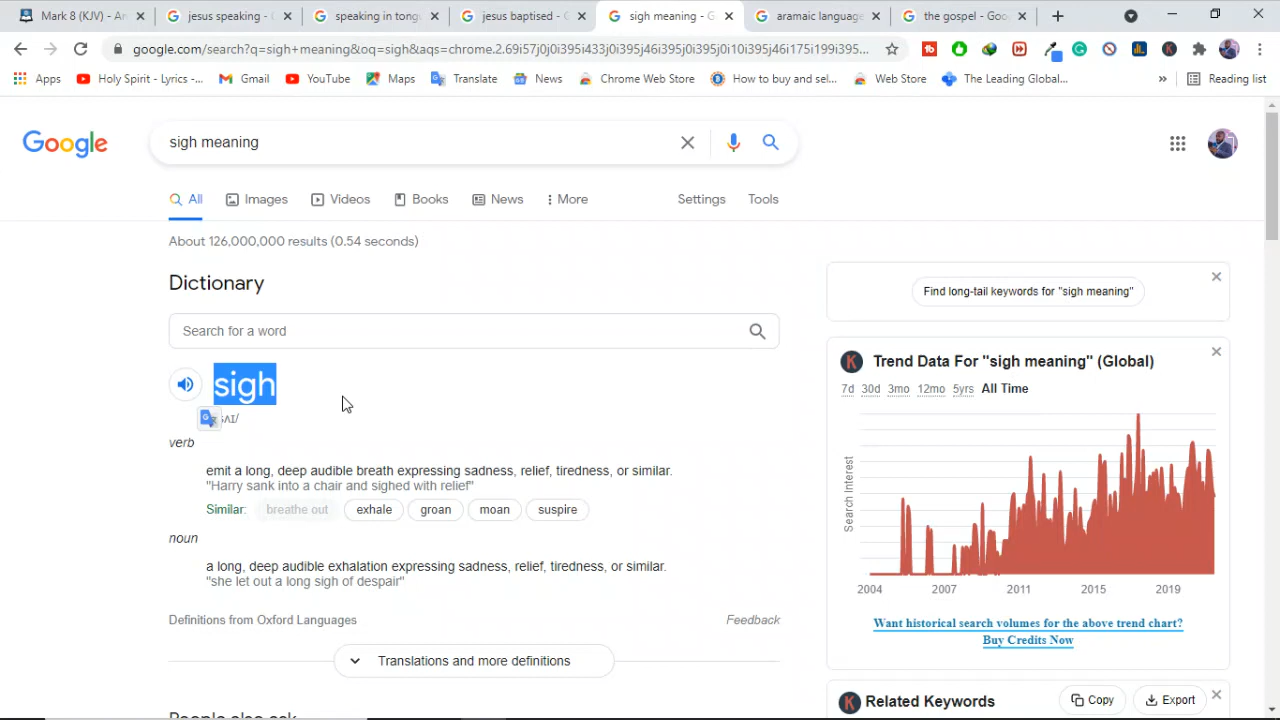 Mark 8 (KJV) - An
jesus speaking - 
speaking in tongu
jesus baptised - G
sigh meaning - G
aramaic language
the gospel - Goo
google.com/search?q=sigh+meaning&oq=sigh&aqs=chrome.2.69i57j0j0i395i433j0i395j46i395j0i395j0i10i395j46i175i199i395...
Apps
Holy Spirit - Lyrics -...
Gmail
YouTube
Maps
Translate
News
Chrome Web Store
How to buy and sel...
Web Store
The Leading Global...
»
Reading list
Google
sigh meaning
All
Images
Videos
Books
News
More
Settings
Tools
About 126,000,000 results (0.54 seconds)
Dictionary
Search for a word
sigh
verb
emit a long, deep audible breath expressing sadness, relief, tiredness, or similar.
"Harry sank into a chair and sighed with relief"
Similar:
breathe out
exhale
groan
moan
suspire
noun
a long, deep audible exhalation expressing sadness, relief, tiredness, or similar.
"she let out a long sigh of despair"
Definitions from Oxford Languages
Feedback
Translations and more definitions
People also ask
Find long-tail keywords for "sigh meaning"
Trend Data For "sigh meaning" (Global)
7d 30d 3mo 12mo 5yrs All Time
Search Interest
2004 2007 2011 2015 2019
Want historical search volumes for the above trend chart?
Buy Credits Now
Related Keywords
Copy
Export